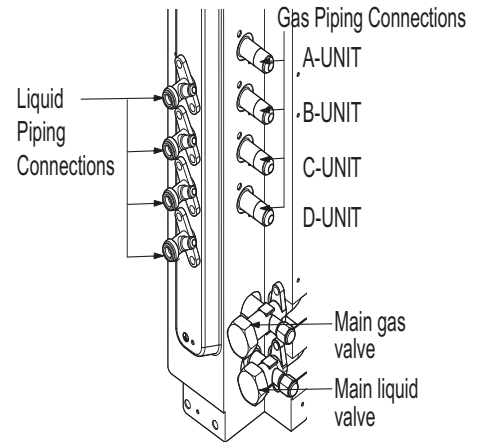 Gas Piping Connections
A-UNIT
Liquid
Piping
Connections
B-UNIT
C-UNIT
D-UNIT
Main gas
valve
Main liquid
valve